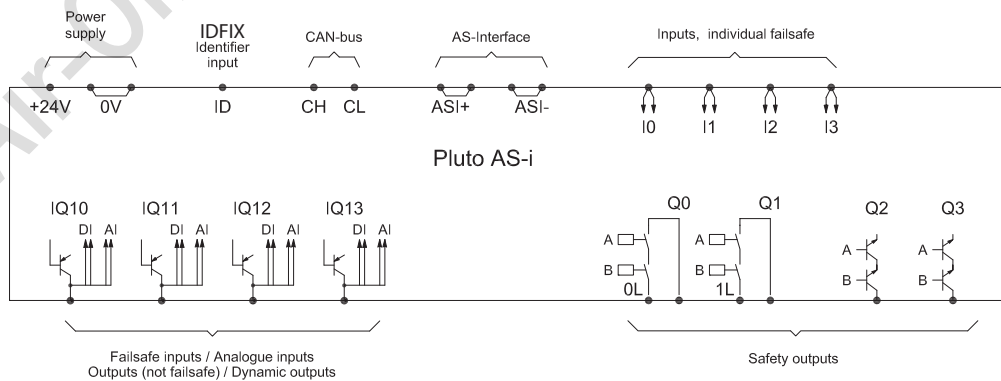 Power
supply
IDFIX
Identifier
input
CAN-bus
AS-Interface
Inputs, individual failsafe
+24V 0V ID CH CL ASI+ ASI- I0 I1 I2 I3
Pluto AS-i
IQ10 IQ11 IQ12 IQ13 Q0 Q1 Q2 Q3
DI AI DI AI DI AI DI AI
A A A A
B B B B
0L 1L
Failsafe inputs / Analogue inputs
Outputs (not failsafe) / Dynamic outputs
Safety outputs